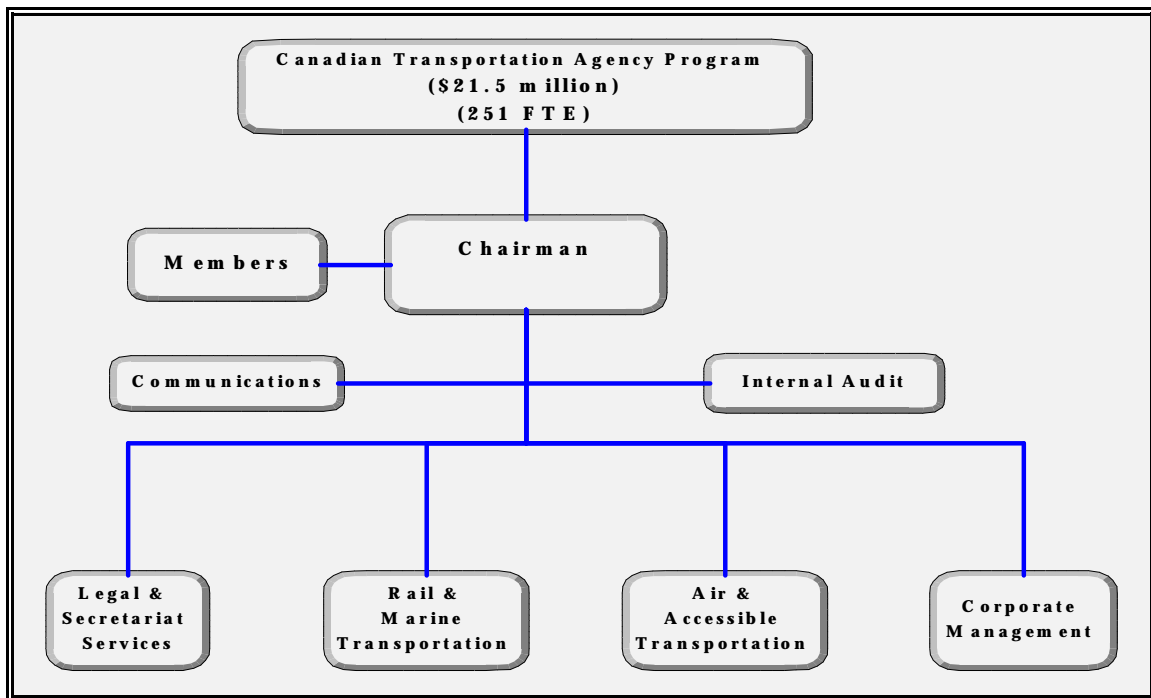 Canadian Transportation Agency Program
($21.5 million)
(251 FTE)
Chairman
Members
Communications
Internal Audit
Legal &
Secretariat
Services
Rail &
Marine
Transportation
Air &
Accessible
Transportation
Corporate
Management